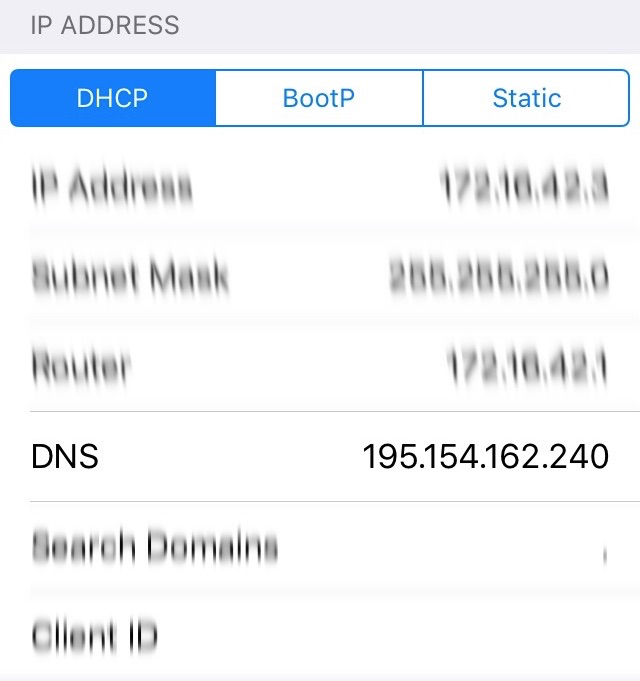 IP ADDRESS
DHCP BootP Static
IP Address 172.16.42.3
Subnet Mask 255.255.255.0
Router 172.16.42.1
DNS 195.154.162.240
Search Domains
Client ID